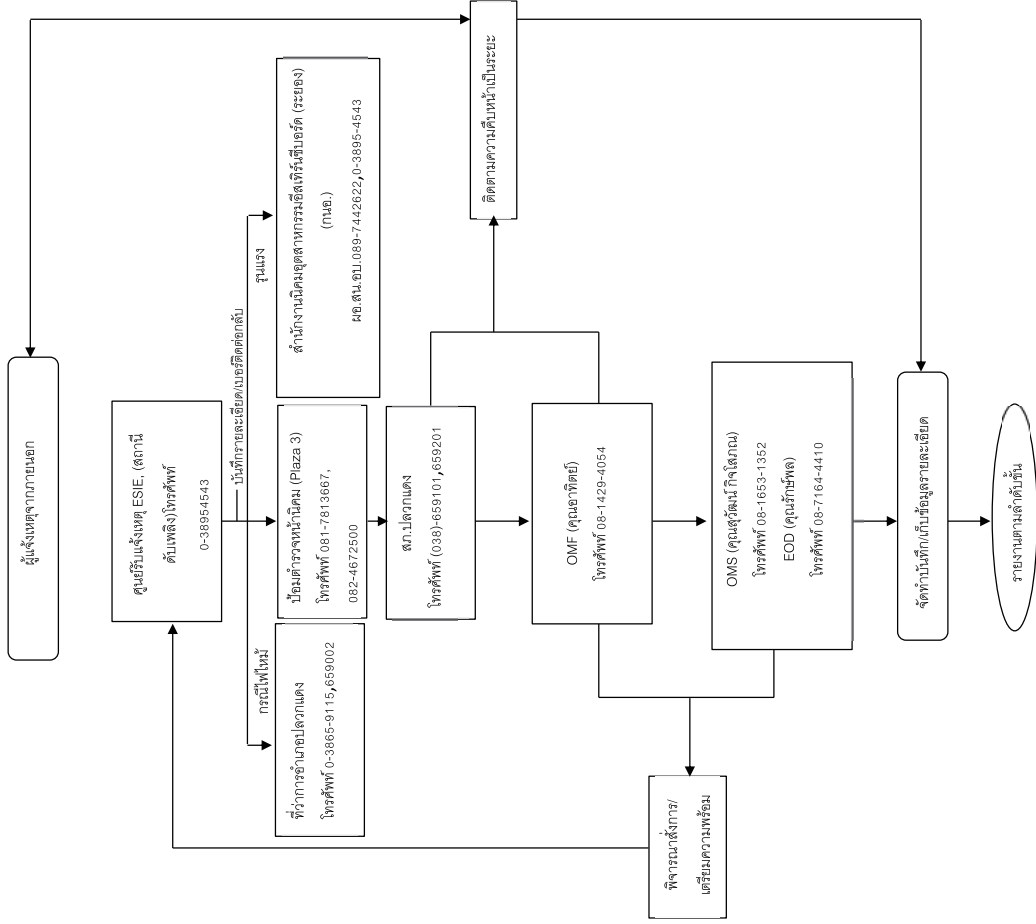 ผู้แจ้งเหตุจากภายนอก
ศูนย์รับแจ้งเหตุ ESIE, (สถานี
ดับเพลิง)โทรศัพท์
0-38954543
บันทึกรายละเอียด/เบอร์ติดต่อกลับ
กรณีไฟไหม้
รุนแรง
ที่ว่าการอำเภอปลวกแดง
โทรศัพท์ 0-3865-9115,659002
ป้อมตำรวจหน้านิคม (Plaza 3)
โทรศัพท์ 081-7813667,
082-4672500
สำนักงานนิคมอุตสาหกรรมอีสเทิร์นซีบอร์ด (ระยอง)
(กนอ.)
ผอ.สน.อบ.089-7442622,0-3895-4543
สภ.ปลวกแดง
โทรศัพท์ (038)-659101,659201
ติดตามความคืบหน้าเป็นระยะ
OMF (คุณอาทิตย์)
โทรศัพท์ 08-1429-4054
พิจารณาสั่งการ/
เตรียมความพร้อม
OMS (คุณสุวัฒน์ กิจโสภณ)
โทรศัพท์ 08-1653-1352
EOD (คุณรักษ์พล)
โทรศัพท์ 08-7164-4410
จัดทำบันทึก/เก็บข้อมูลรายละเอียด
รายงานตามลำดับชั้น